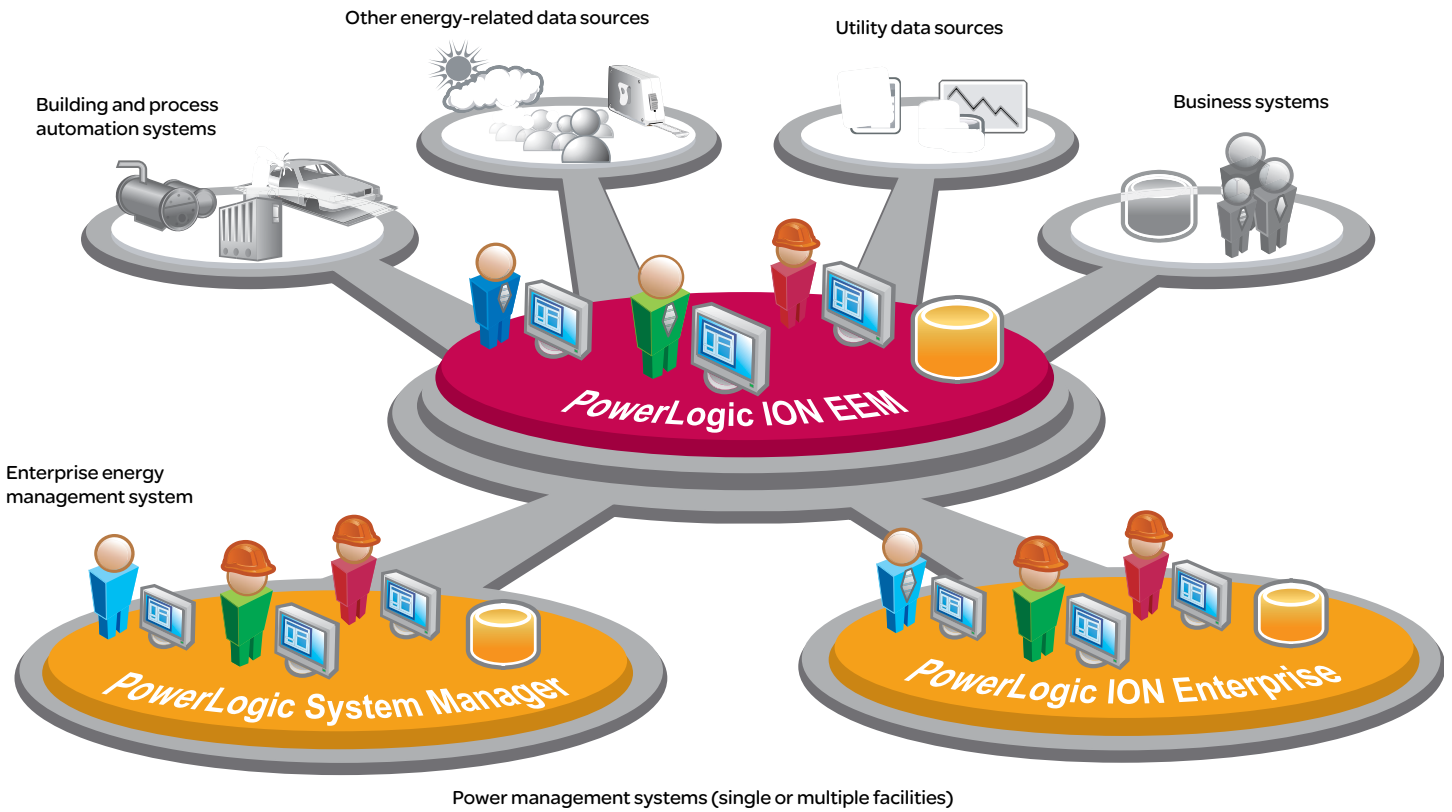 Other energy-related data sources
Utility data sources
Building and process
automation systems
Business systems
PowerLogic ION EEM
Enterprise energy
management system
PowerLogic System Manager
PowerLogic ION Enterprise
Power management systems (single or multiple facilities)